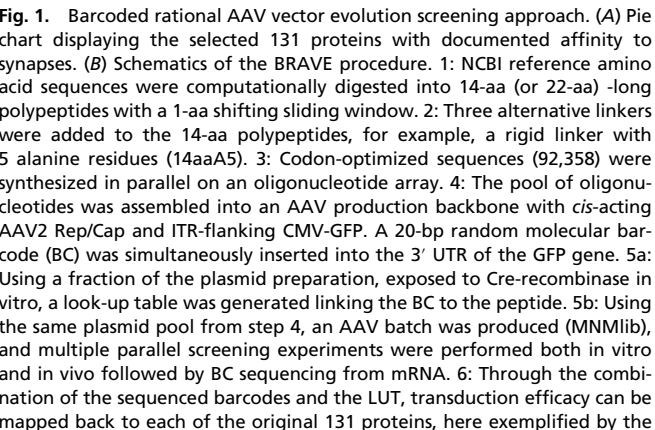 Fig. 1. Barcoded rational AAV vector evolution screening approach. (A) Pie
chart displaying the selected 131 proteins with documented affinity to
synapses. (B) Schematics of the BRAVE procedure. 1: NCBI reference amino
acid sequences were computationally digested into 14-aa (or 22-aa) -long
polypeptides with a 1-aa shifting sliding window. 2: Three alternative linkers
were added to the 14-aa polypeptides, for example, a rigid linker with
5 alanine residues (14aaA5). 3: Codon-optimized sequences (92,358) were
synthesized in parallel on an oligonucleotide array. 4: The pool of oligonu-
cleotides was assembled into an AAV production backbone with cis-acting
AAV2 Rep/Cap and ITR-flanking CMV-GFP. A 20-bp random molecular bar-
code (BC) was simultaneously inserted into the 3′ UTR of the GFP gene. 5a:
Using a fraction of the plasmid preparation, exposed to Cre-recombinase in
vitro, a look-up table was generated linking the BC to the peptide. 5b: Using
the same plasmid pool from step 4, an AAV batch was produced (MNMlib),
and multiple parallel screening experiments were performed both in vitro
and in vivo followed by BC sequencing from mRNA. 6: Through the combi-
nation of the sequenced barcodes and the LUT, transduction efficacy can be
mapped back to each of the original 131 proteins, here exemplified by the